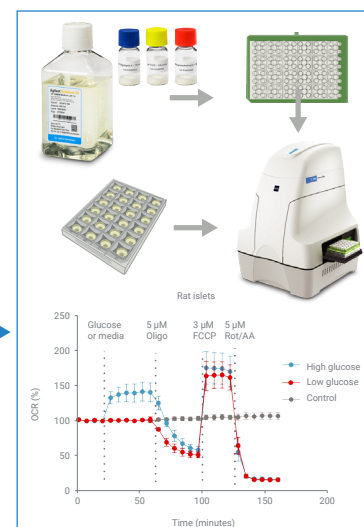 Agilent
Rat islets
Glucose
or media
5 μM
Oligo
3 μM
FCCP
5 μM
Rot/AA
250
200
150
100
50
0
OCR (%)
High glucose
Low glucose
Control
0
50
100
150
200
Time (minutes)